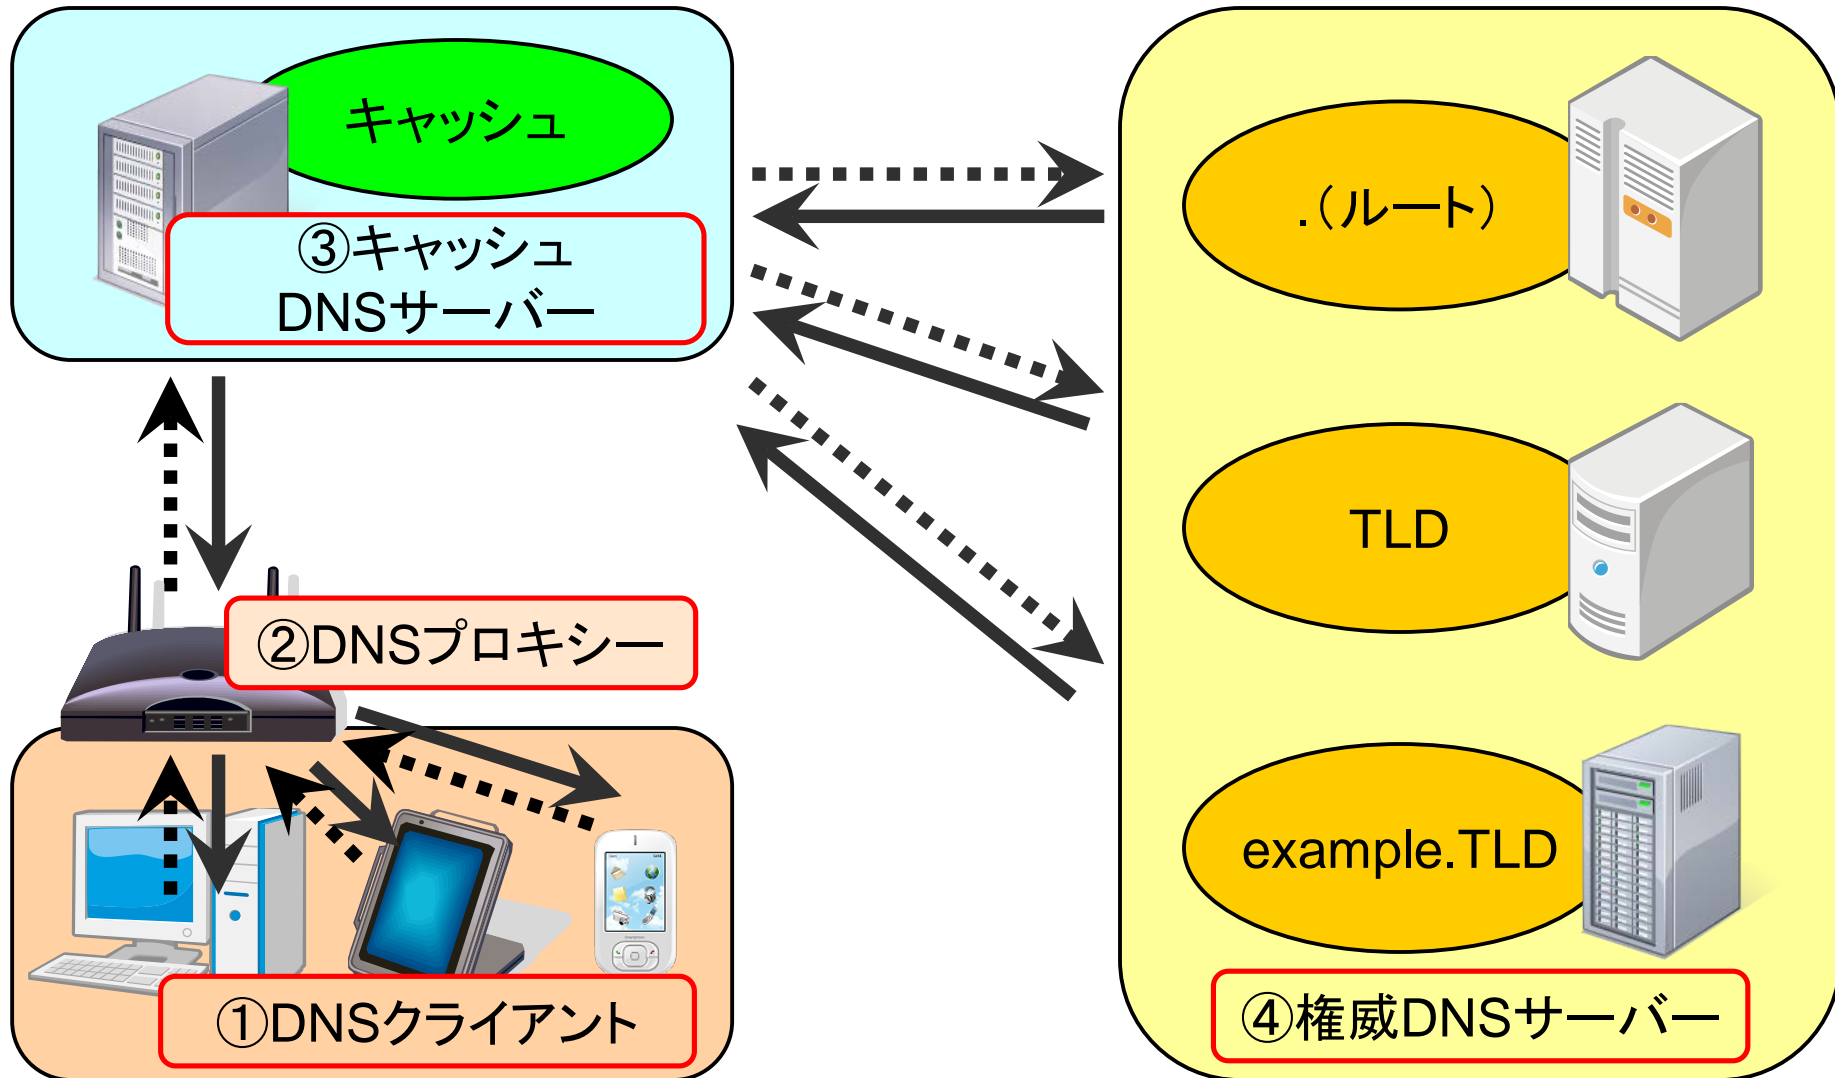 キャッシュ
③キャッシュ
DNSサーバー
②DNSプロキシー
①DNSクライアント
.（ルート）
TLD
example.TLD
④権威DNSサーバー